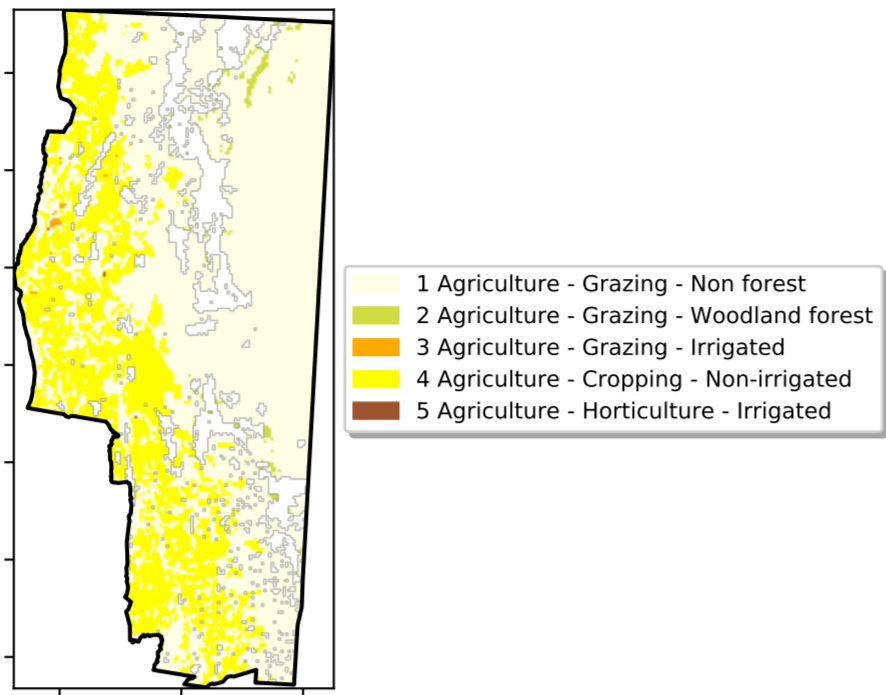 1 Agriculture - Grazing - Non forest
2 Agriculture - Grazing - Woodland forest
3 Agriculture - Grazing - Irrigated
4 Agriculture - Cropping - Non-irrigated
5 Agriculture - Horticulture - Irrigated